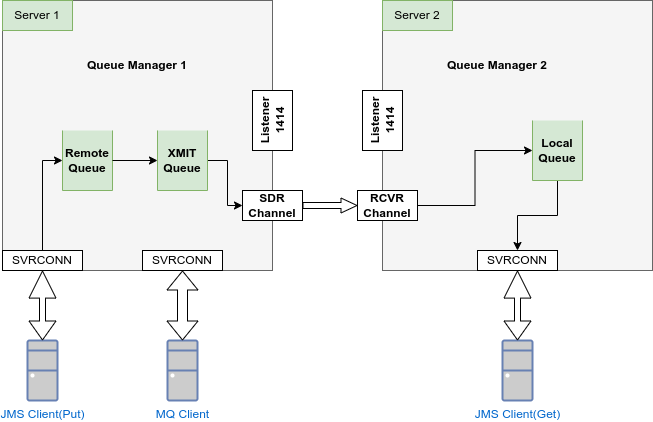 Server 1
Server 2
Queue Manager 1
Queue Manager 2
Listener
1414
Listener
1414
Remote
Queue
XMIT
Queue
Local
Queue
SDR
Channel
RCVR
Channel
SVRCONN
SVRCONN
SVRCONN
JMS Client(Put)
MQ Client
JMS Client(Get)